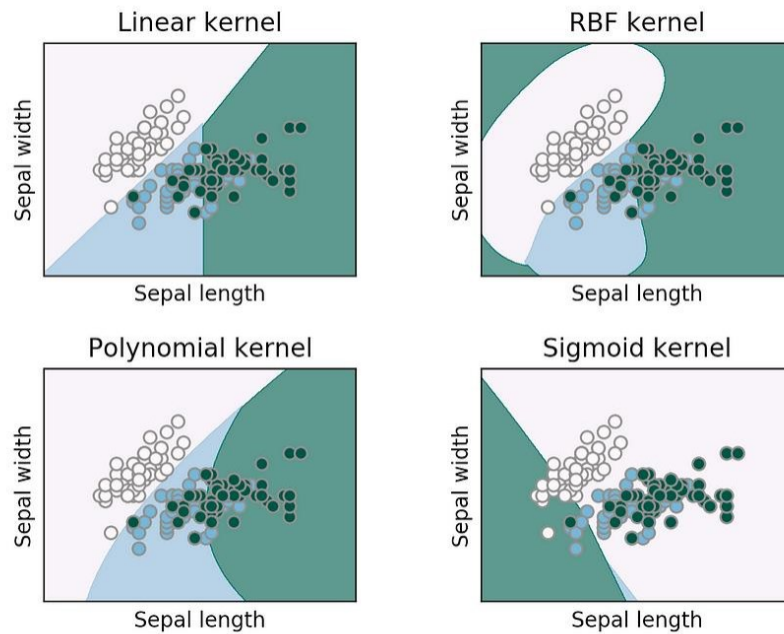 Linear kernel
RBF kernel
Sepal width
Sepal width
Sepal length
Sepal length
Polynomial kernel
Sigmoid kernel
Sepal width
Sepal width
Sepal length
Sepal length